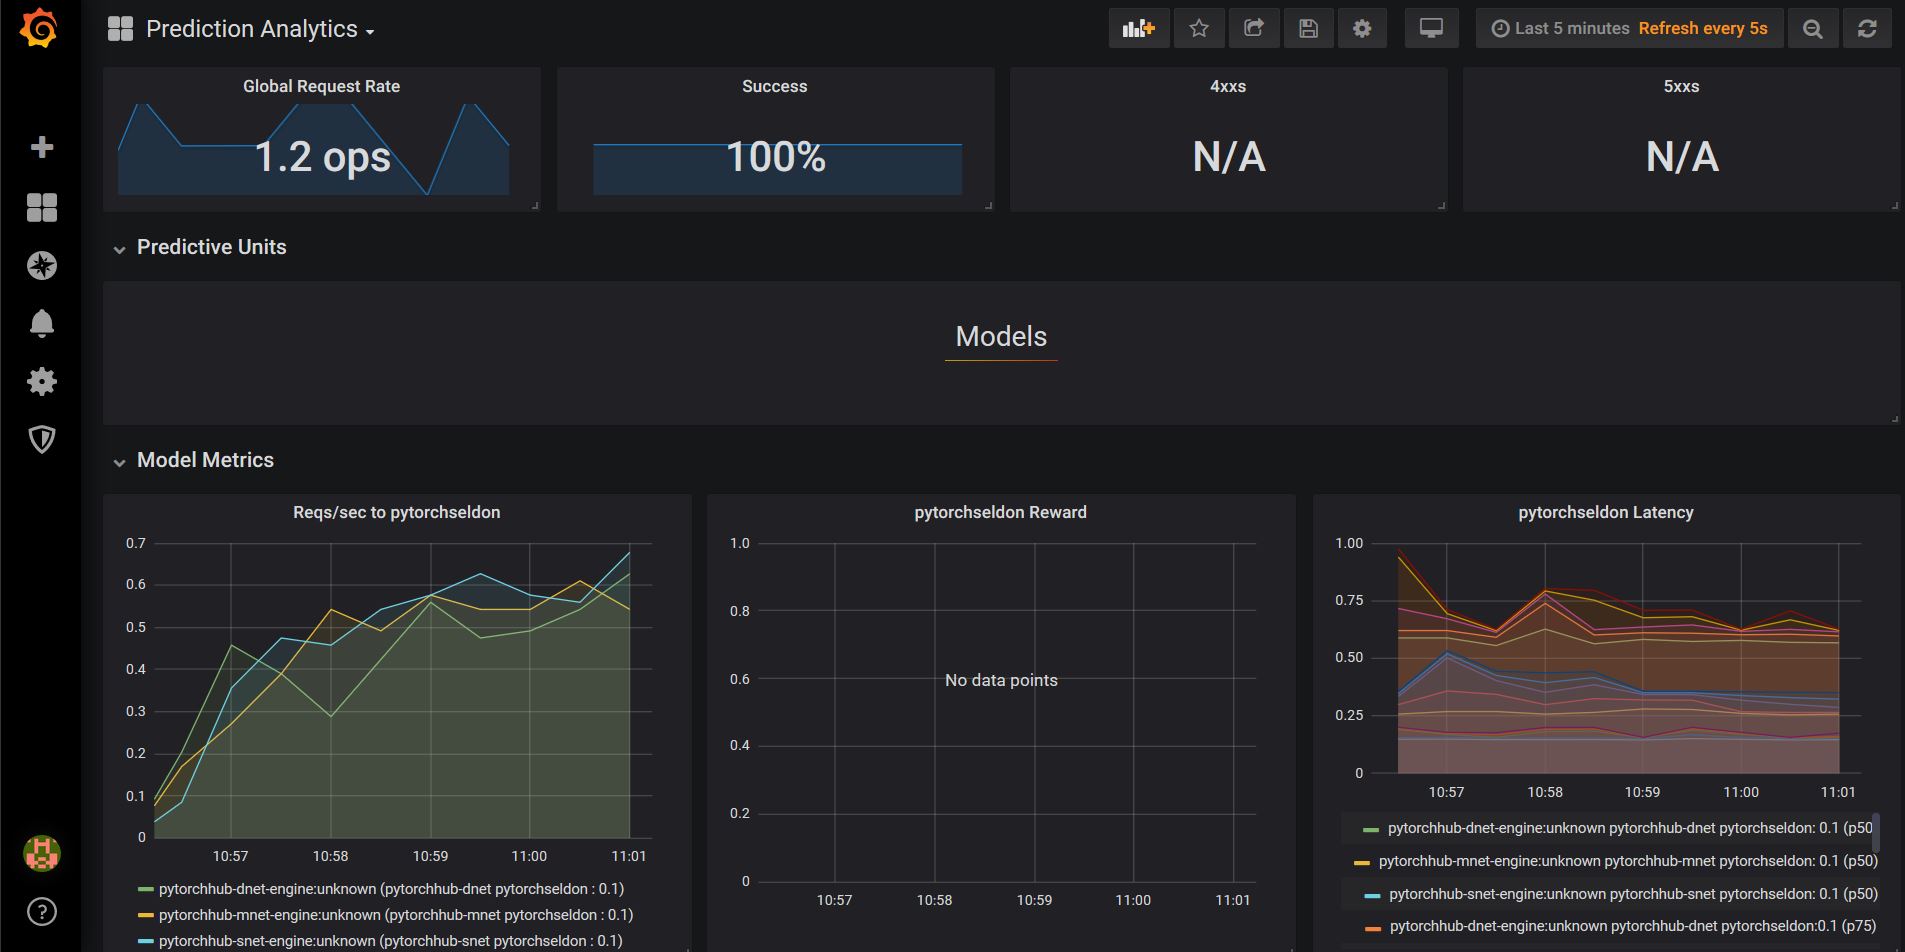 Prediction Analytics
Last 5 minutes Refresh every 5s
Global Request Rate
1.2 ops
Success
100%
4xxs
N/A
5xxs
N/A
Predictive Units
Models
Model Metrics
Reqs/sec to pytorchseldon
0.7
0.6
0.5
0.4
0.3
0.2
0.1
0
10:57 10:58 10:59 11:00 11:01
pytorchhub-dnet-engine:unknown (pytorchhub-dnet pytorchseldon : 0.1)
pytorchhub-mnet-engine:unknown (pytorchhub-mnet pytorchseldon : 0.1)
pytorchhub-snet-engine:unknown (pytorchhub-snet pytorchseldon : 0.1)
pytorchseldon Reward
1.0
0.8
0.6
0.4
0.2
0
No data points
10:57 10:58 10:59 11:00 11:01
pytorchseldon Latency
1.00
0.75
0.50
0.25
0
10:57 10:58 10:59 11:00 11:01
pytorchhub-dnet-engine:unknown pytorchhub-dnet pytorchseldon: 0.1 (p50
pytorchhub-mnet-engine:unknown pytorchhub-mnet pytorchseldon: 0.1 (p50)
pytorchhub-snet-engine:unknown pytorchhub-snet pytorchseldon: 0.1 (p50)
pytorchhub-dnet-engine:unknown pytorchhub-dnet pytorchseldon:0.1 (p75)